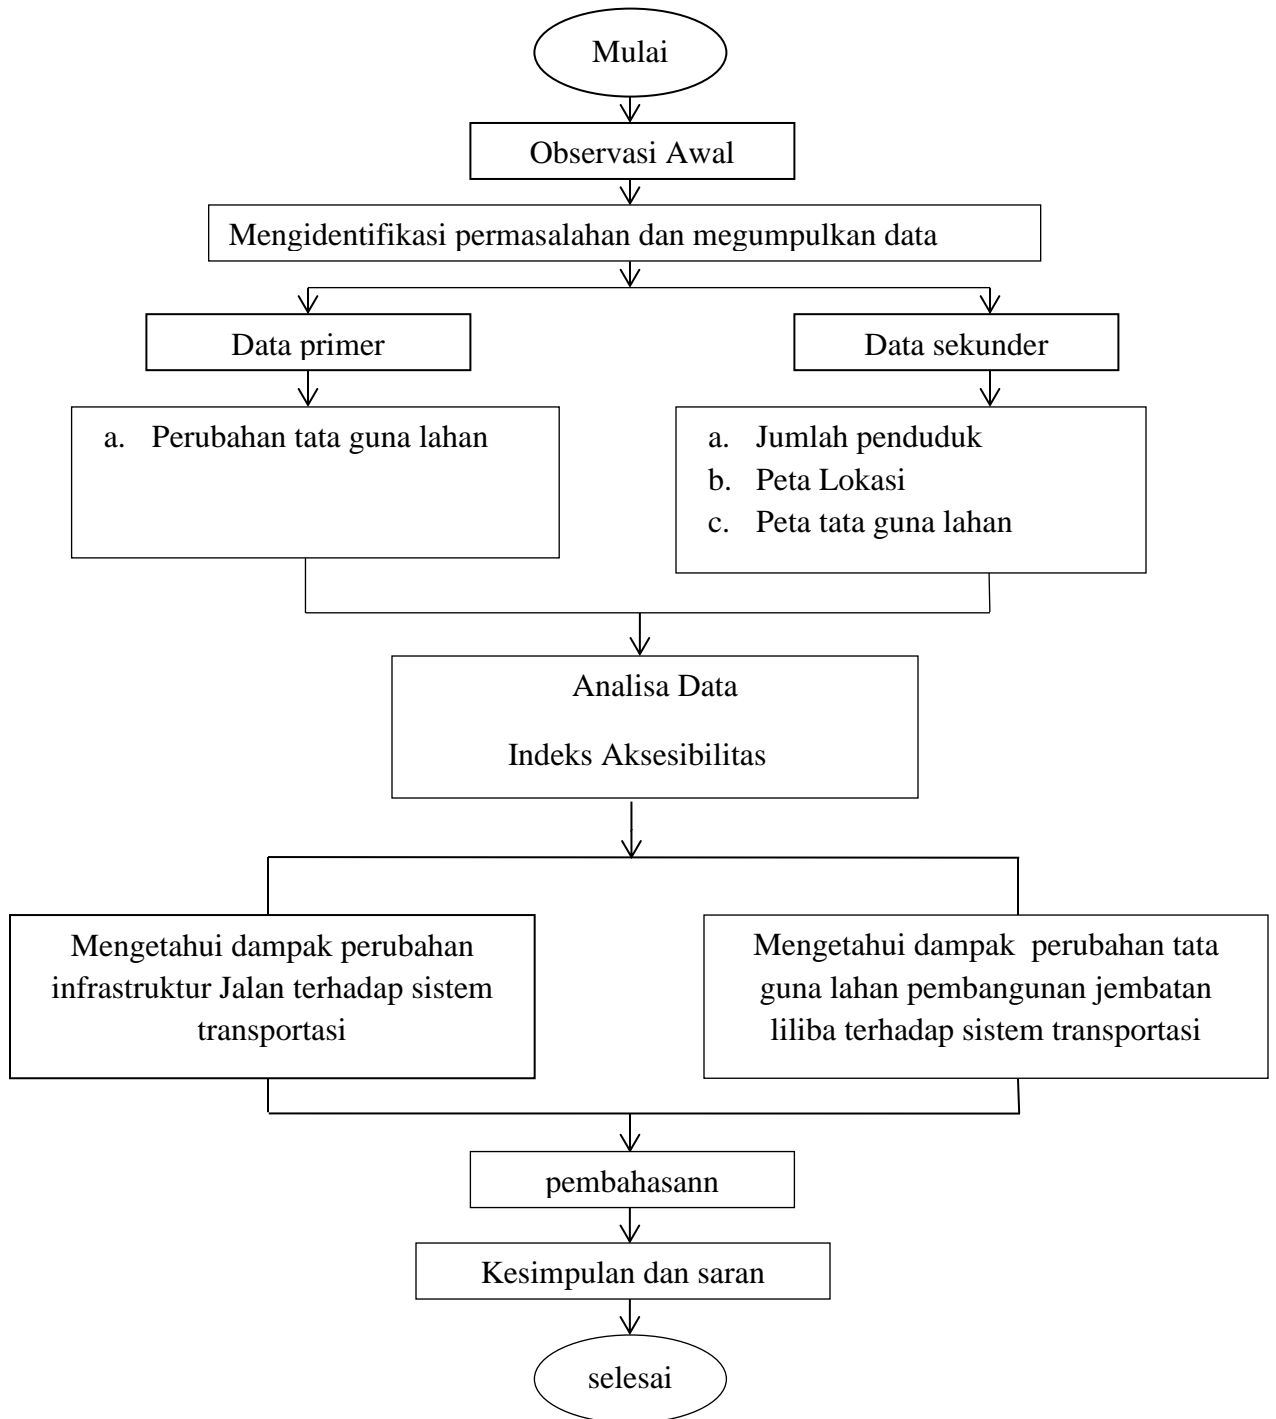 Mulai
Observasi Awal
Mengidentifikasi permasalahan dan megumpulkan data
Data primer
Data sekunder
a. Perubahan tata guna lahan
a. Jumlah penduduk
b. Peta Lokasi
c. Peta tata guna lahan
Analisa Data
Indeks Aksesibilitas
Mengetahui dampak perubahan
infrastruktur Jalan terhadap sistem
transportasi
Mengetahui dampak  perubahan tata
guna lahan pembangunan jembatan
liliba terhadap sistem transportasi
pembahasann
Kesimpulan dan saran
selesai